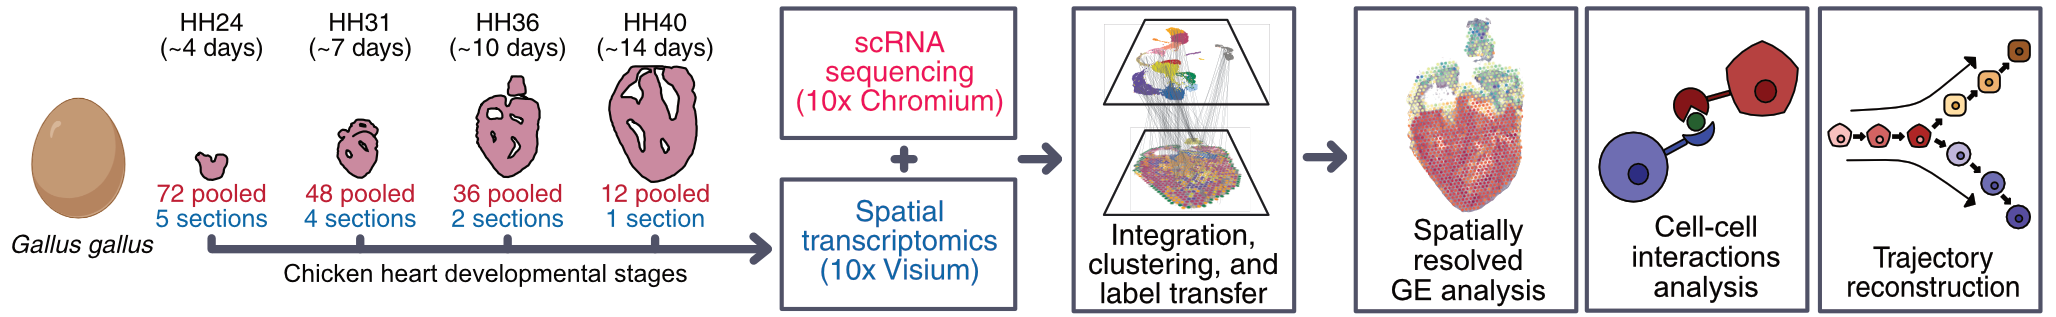 HH24
(~4 days)
HH31
(~7 days)
HH36
(~10 days)
HH40
(~14 days)
72 pooled
5 sections
48 pooled
4 sections
36 pooled
2 sections
12 pooled
1 section
Gallus gallus
Chicken heart developmental stages
scRNA
sequencing
(10x Chromium)
+
Spatial
transcriptomics
(10x Visium)
Integration,
clustering, and
label transfer
Spatially
resolved
GE analysis
Cell-cell
interactions
analysis
Trajectory
reconstruction